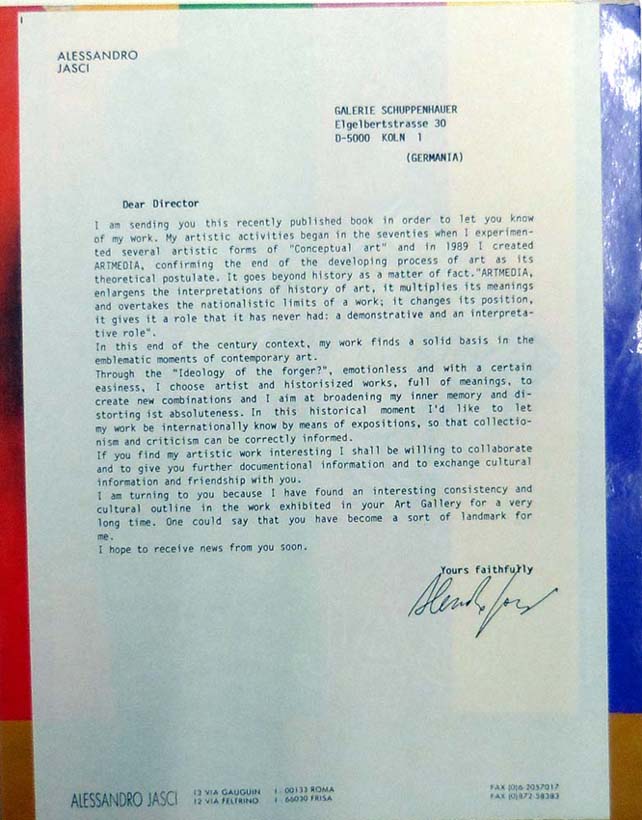 ALESSANDRO
JASCI
GALERIE SCHUPPENHAUER
Elgelbertstrasse 30
D-5000 KOLN 1
(GERMANIA)
Dear Director
I am sending you this recently published book in order to let you know
of my work. My artistic activities began in the seventies when I experimen-
ted several artistic forms of "Conceptual art" and in 1989 I created
ARTMEDIA, confirming the end of the developing process of art as its
theoretical postulate. It goes beyond history as a matter of fact."ARTMEDIA,
enlargens the interpretations of history of art, it multiplies its meanings
and overtakes the nationalistic limits of a work; it changes its position,
it gives it a role that it has never had: a demonstrative and an interpreta-
tive role".
In this end of the century context, my work finds a solid basis in the
emblematic moments of contemporary art.
Through the "Ideology of the forger?", emotionless and with a certain
easiness, I choose artist and historisized works, full of meanings, to
create new combinations and I aim at broadening my inner memory and di-
storting ist absoluteness. In this historical moment I'd like to let
my work be internationally know by means of expositions, so that collectio-
nism and criticism can be correctly informed.
If you find my artistic work interesting I shall be willing to collaborate
and to give you further documentional information and to exchange cultural
information and friendship with you.
I am turning to you because I have found an interesting consistency and
cultural outline in the work exhibited in your Art Gallery for a very
long time. One could say that you have become a sort of landmark for
me.
I hope to receive news from you soon.
Yours faithfully
ALESSANDRO JASCI
13 VIA GAUGUIN I - 00133 ROMA
12 VIA FELTRINO I - 66030 FRISA
FAX (0)6 2057017
FAX (0)872 58383